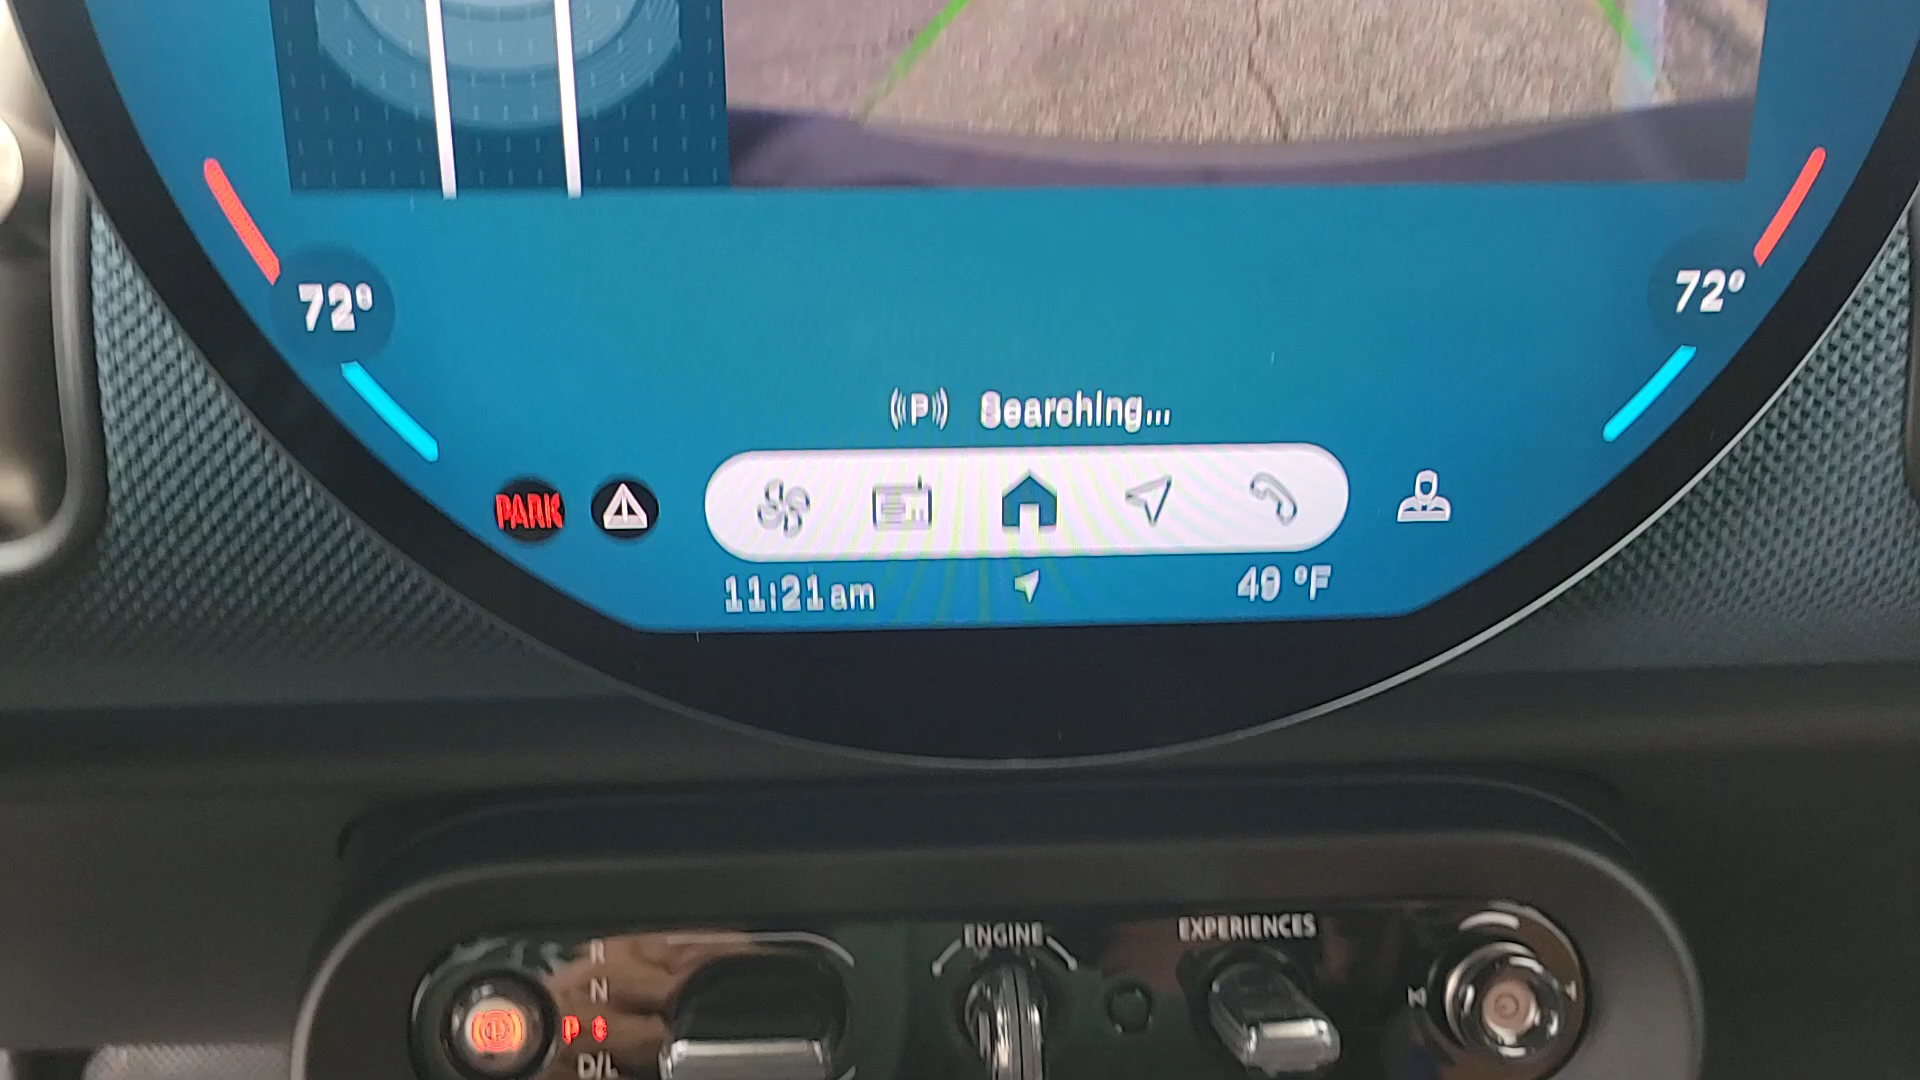 72°
72°
(P) Searching...
PARK
11:21am
49 °F
ENGINE
EXPERIENCES
R
N
P
D/L